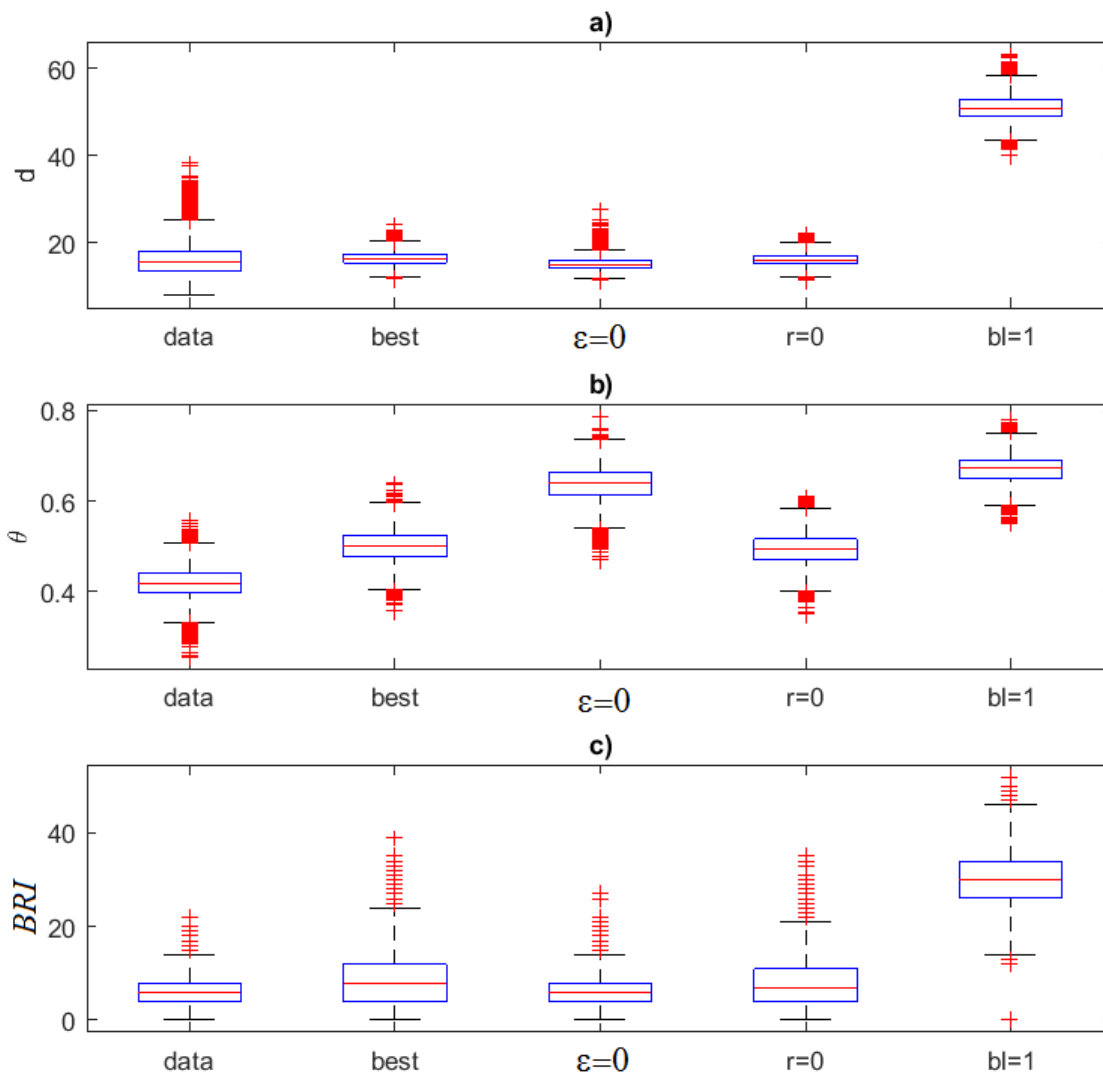 a)
60
40
20
d
data best ε=0 r=0 bl=1
b)
0.8
0.6
0.4
θ
data best ε=0 r=0 bl=1
c)
40
20
0
BRI
data best ε=0 r=0 bl=1